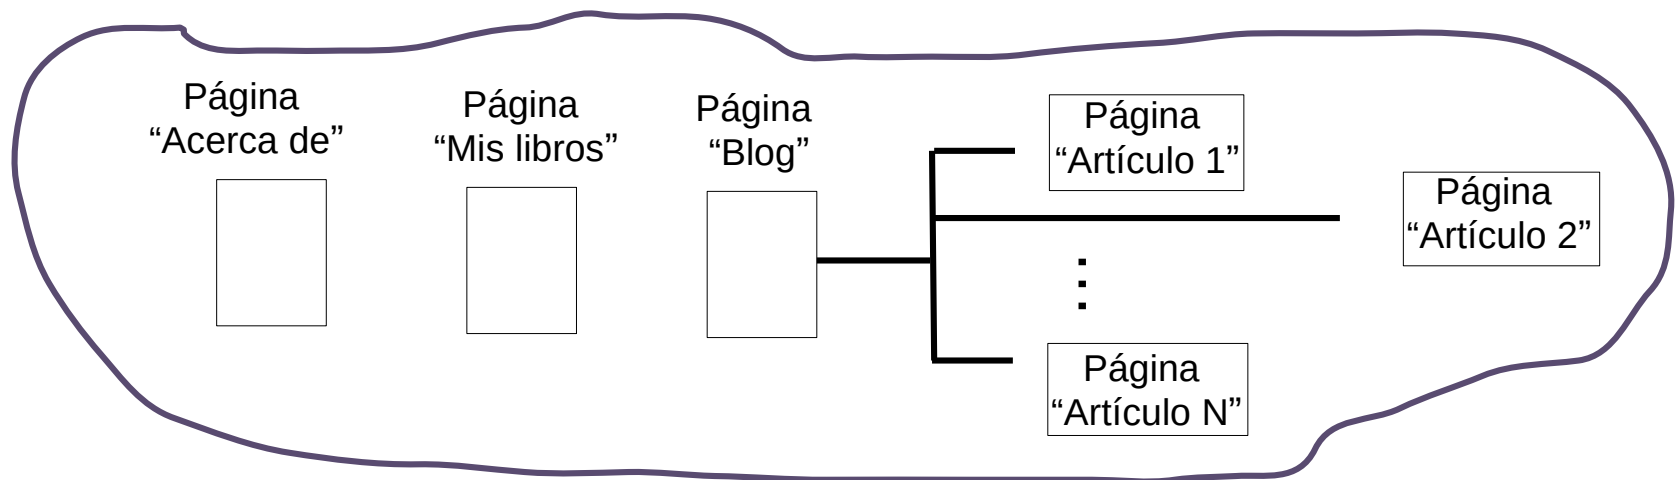 Página
“Acerca de”
Página
“Mis libros”
Página
“Blog”
Página
“Artículo 1”
Página
“Artículo 2”
Página
“Artículo N”